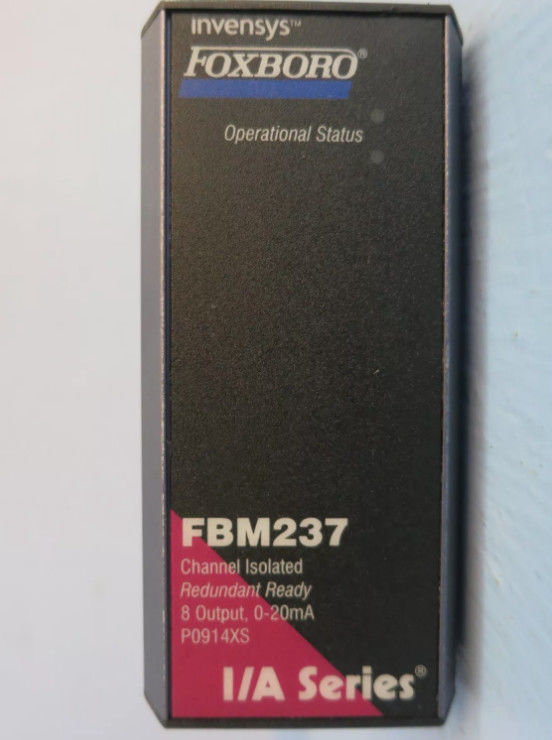 invensys™
FOXBORO®
Operational Status
FBM237
Channel Isolated
Redundant Ready
8 Output, 0-20mA
P0914XS
I/A Series®